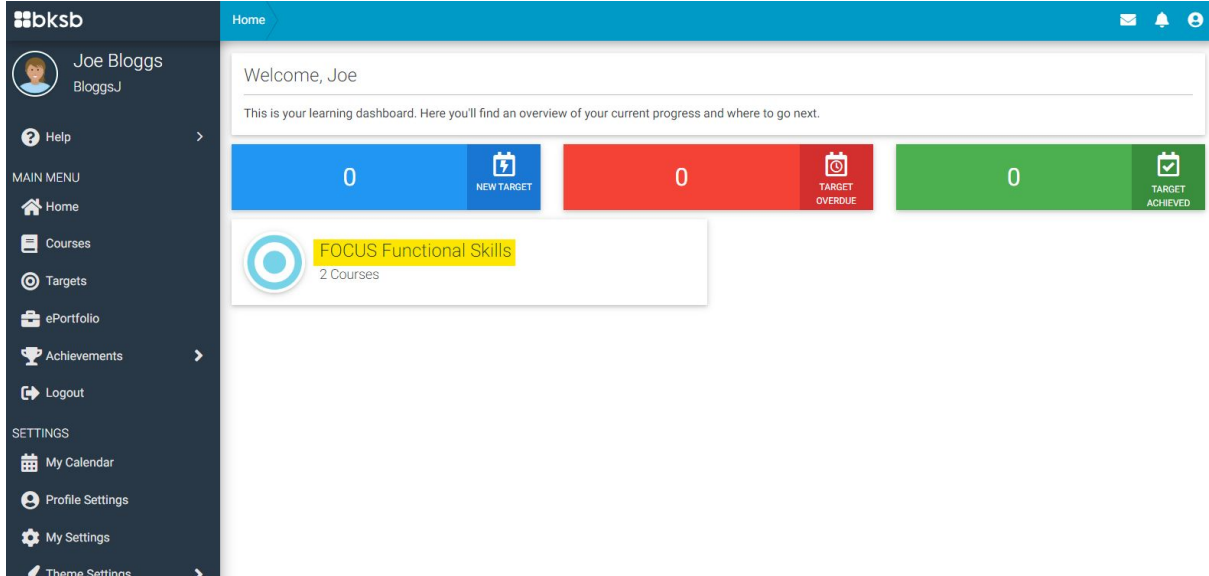 bksb
Home
Joe Bloggs
BloggsJ
Help
MAIN MENU
Home
Courses
Targets
ePortfolio
Achievements
Logout
SETTINGS
My Calendar
Profile Settings
My Settings
Theme Settings
Welcome, Joe
This is your learning dashboard. Here you'll find an overview of your current progress and where to go next.
0
NEW TARGET
0
TARGET
OVERDUE
0
TARGET
ACHIEVED
FOCUS Functional Skills
2 Courses